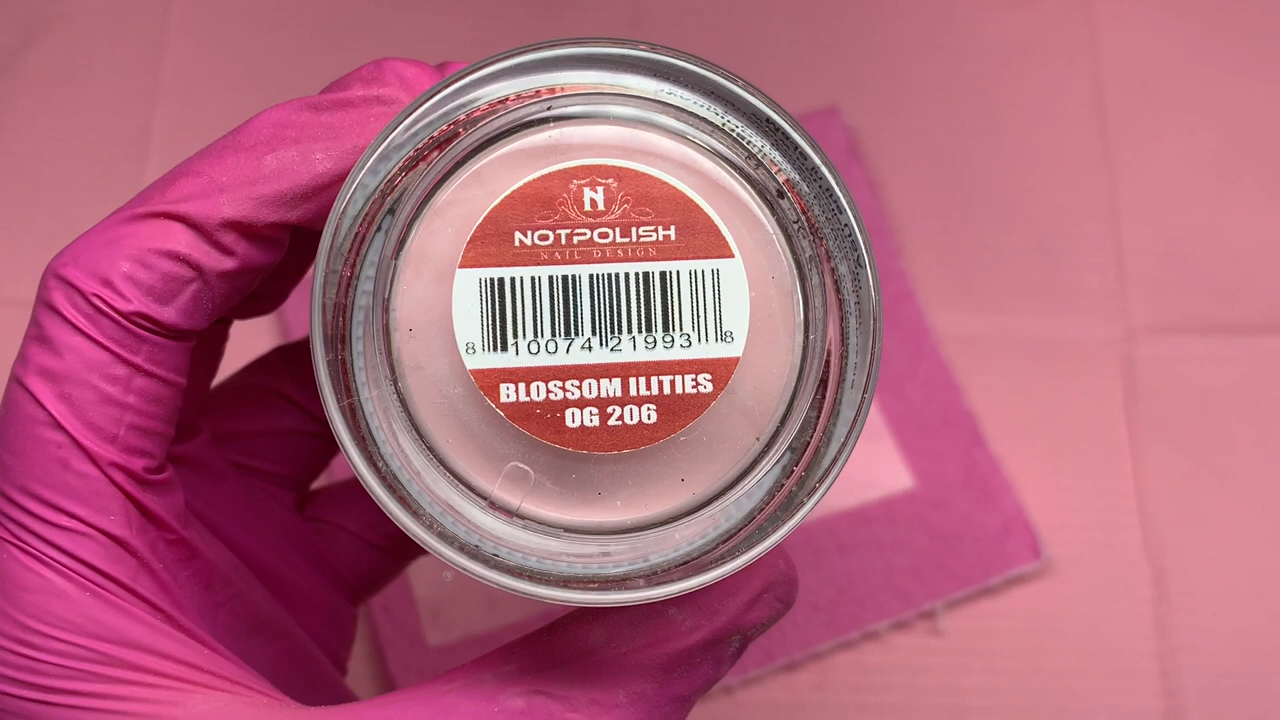 N
NOTPOLISH
NAIL DESIGN
8 10074 21993 8
BLOSSOM ILITIES
OG 206